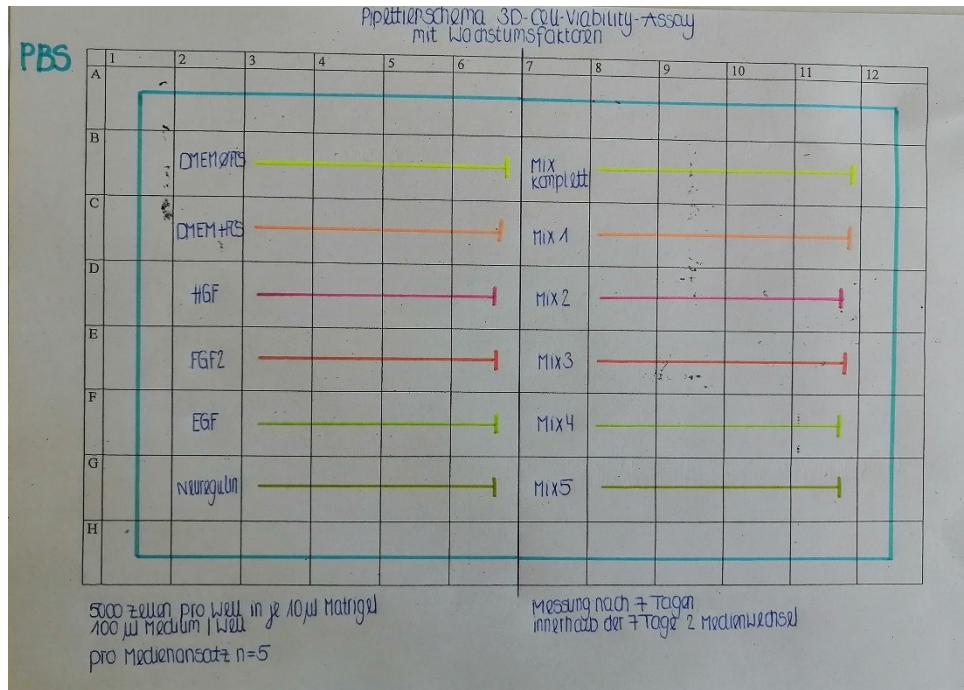 Pipettierschema 3D-Cell-Viability-Assay
mit Wachstumsfaktoren
PBS
1 2 3 4 5 6 7 8 9 10 11 12
A
B
DMEMØFBS
Mix
komplett
C
DMEM+FBS
Mix 1
D
HGF
Mix 2
E
FGF2
Mix 3
F
EGF
Mix 4
G
Neuregulin
Mix 5
H
5000 Zellen pro Well in je 10 µl Matrigel
100 µl Medium / Well
pro Medienansatz n=5
Messung nach 7 Tagen
innerhalb der 7 Tage 2 Medienwechsel